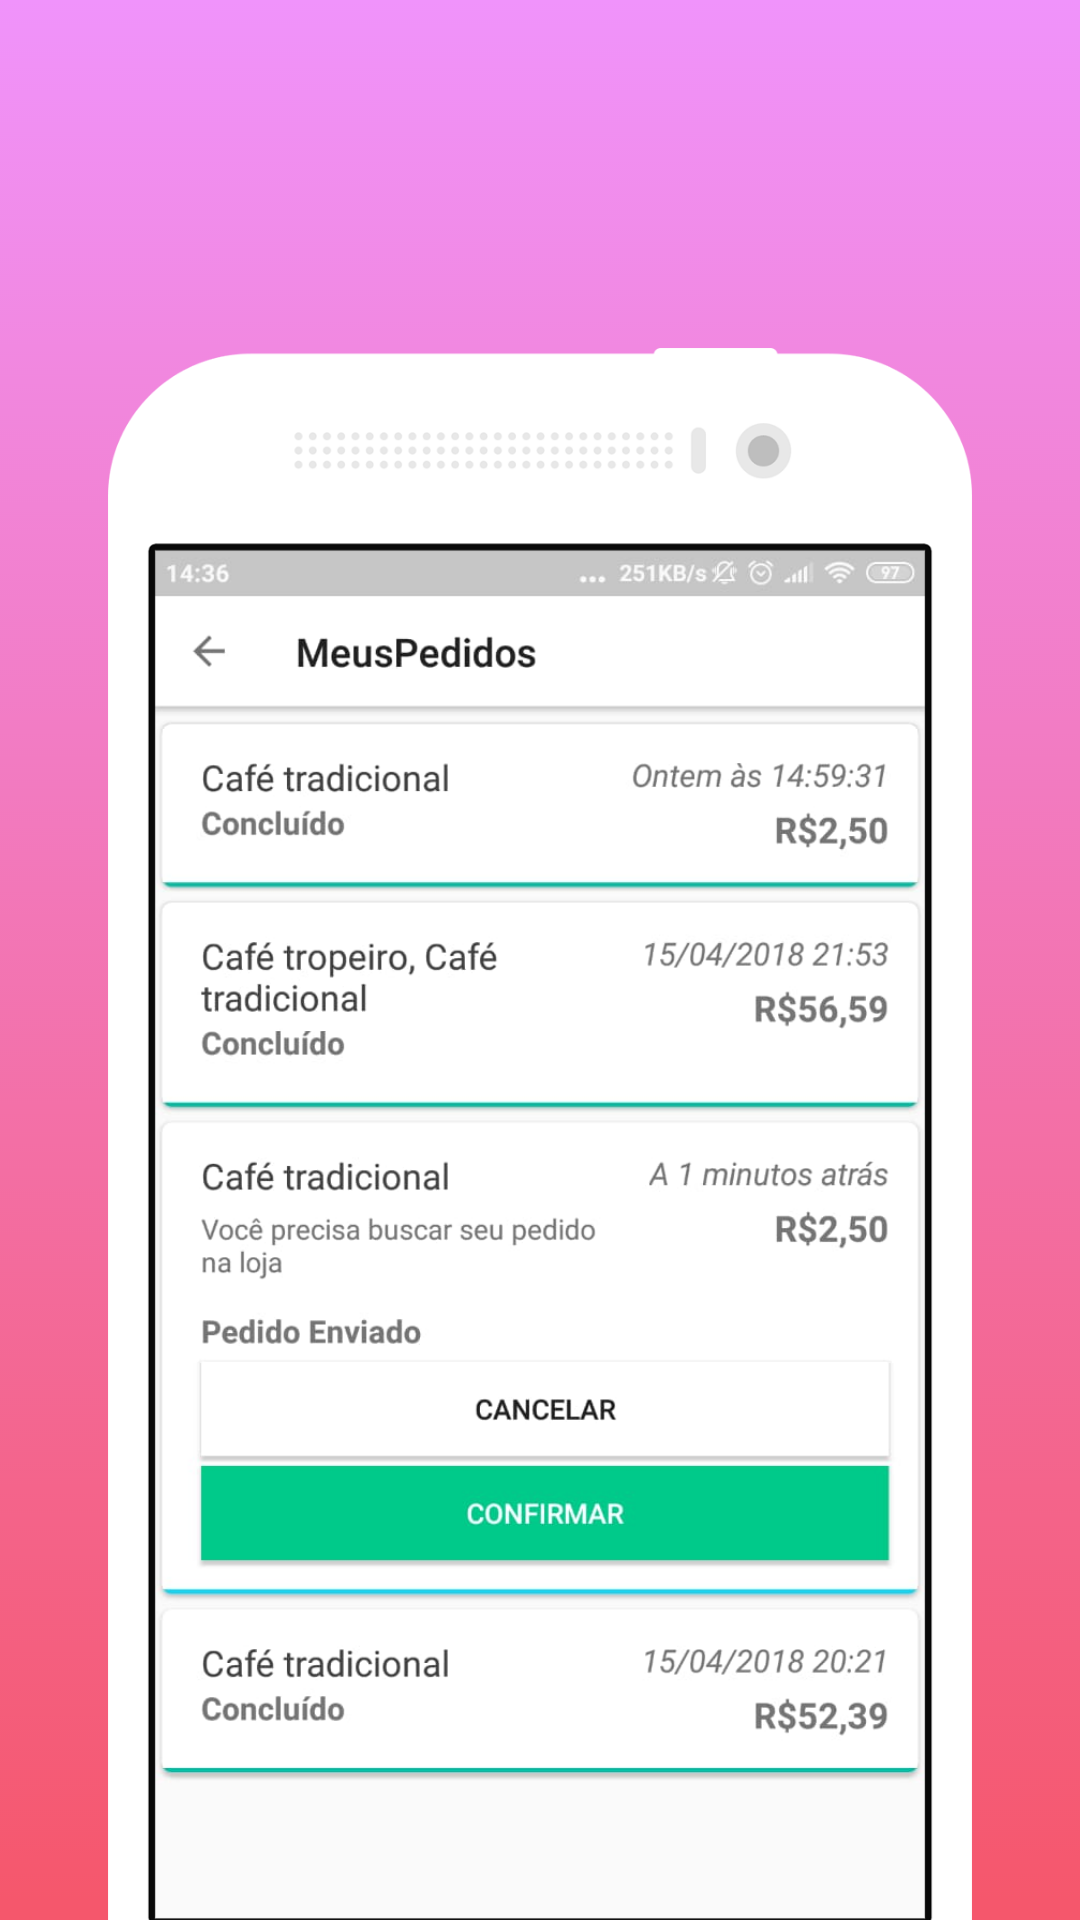 14:36
... 251KB/s 97
MeusPedidos
Café tradicional
Ontem às 14:59:31
Concluído
R$2,50
Café tropeiro, Café
tradicional
15/04/2018 21:53
R$56,59
Concluído
Café tradicional
A 1 minutos atrás
Você precisa buscar seu pedido
na loja
R$2,50
Pedido Enviado
CANCELAR
CONFIRMAR
Café tradicional
15/04/2018 20:21
Concluído
R$52,39